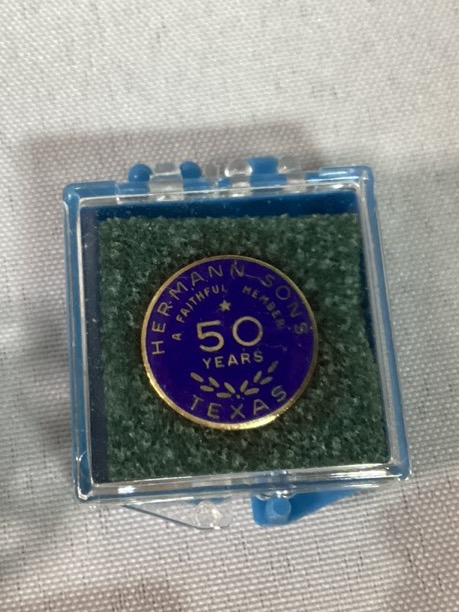 HERMANN SONS
A FAITHFUL MEMBER
50
YEARS
TEXAS